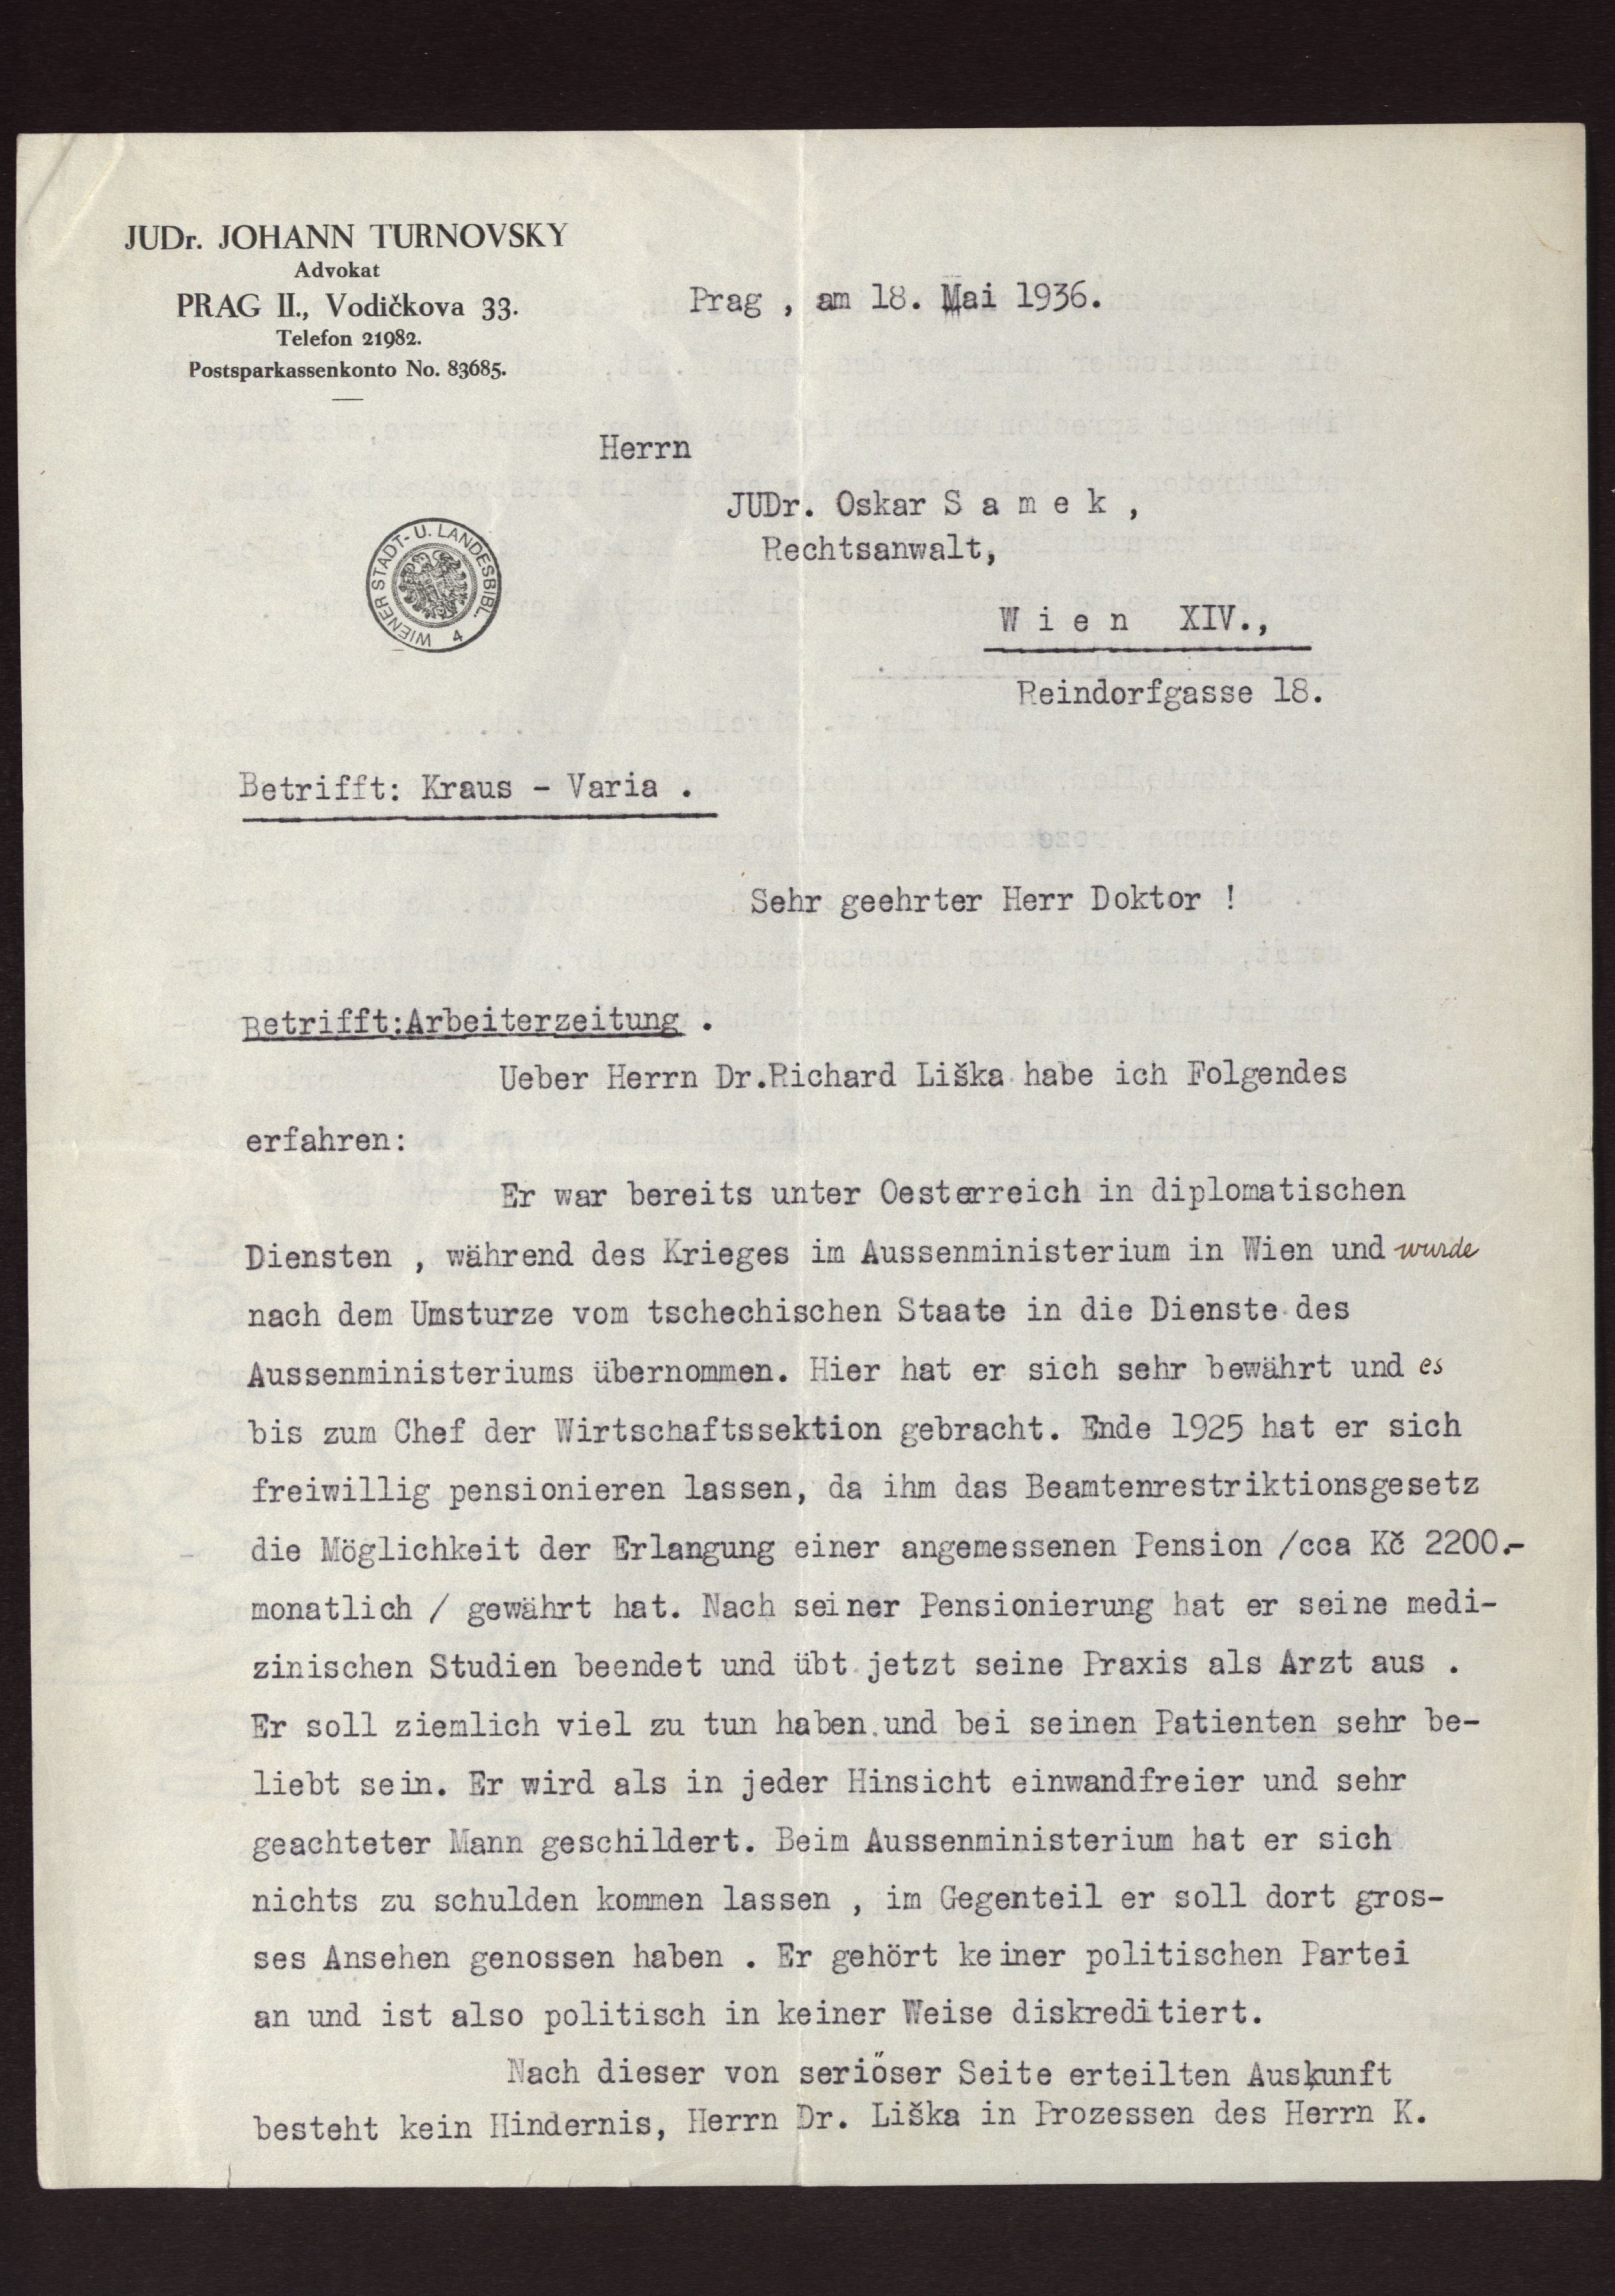 JUDr. JOHANN TURNOVSKY
Advokat
PRAG II., Vodičkova 33.
Telefon 21982.
Postsparkassenkonto No. 83685.
Prag , am 18. Mai 1936.
Herrn
JUDr. Oskar S a m e k ,
Rechtsanwalt,
WIENER STADT- U. LANDESBIBL. 4
W i e n XIV.,
Reindorfgasse 18.
Betrifft: Kraus - Varia .
Sehr geehrter Herr Doktor !
Betrifft:Arbeiterzeitung .
Ueber Herrn Dr.Richard Liška habe ich Folgendes
erfahren:
Er war bereits unter Oesterreich in diplomatischen
Diensten , während des Krieges im Aussenministerium in Wien und wurde
nach dem Umsturze vom tschechischen Staate in die Dienste des
Aussenministeriums übernommen. Hier hat er sich sehr bewährt und es
bis zum Chef der Wirtschaftssektion gebracht. Ende 1925 hat er sich
freiwillig pensionieren lassen, da ihm das Beamtenrestriktionsgesetz
die Möglichkeit der Erlangung einer angemessenen Pension /cca Kč 2200.-
monatlich / gewährt hat. Nach seiner Pensionierung hat er seine medi-
zinischen Studien beendet und übt jetzt seine Praxis als Arzt aus .
Er soll ziemlich viel zu tun haben und bei seinen Patienten sehr be-
liebt sein. Er wird als in jeder Hinsicht einwandfreier und sehr
geachteter Mann geschildert. Beim Aussenministerium hat er sich
nichts zu schulden kommen lassen , im Gegenteil er soll dort gros-
ses Ansehen genossen haben . Er gehört keiner politischen Partei
an und ist also politisch in keiner Weise diskreditiert.
Nach dieser von seriöser Seite erteilten Auskunft
besteht kein Hindernis, Herrn Dr. Liška in Prozessen des Herrn K.